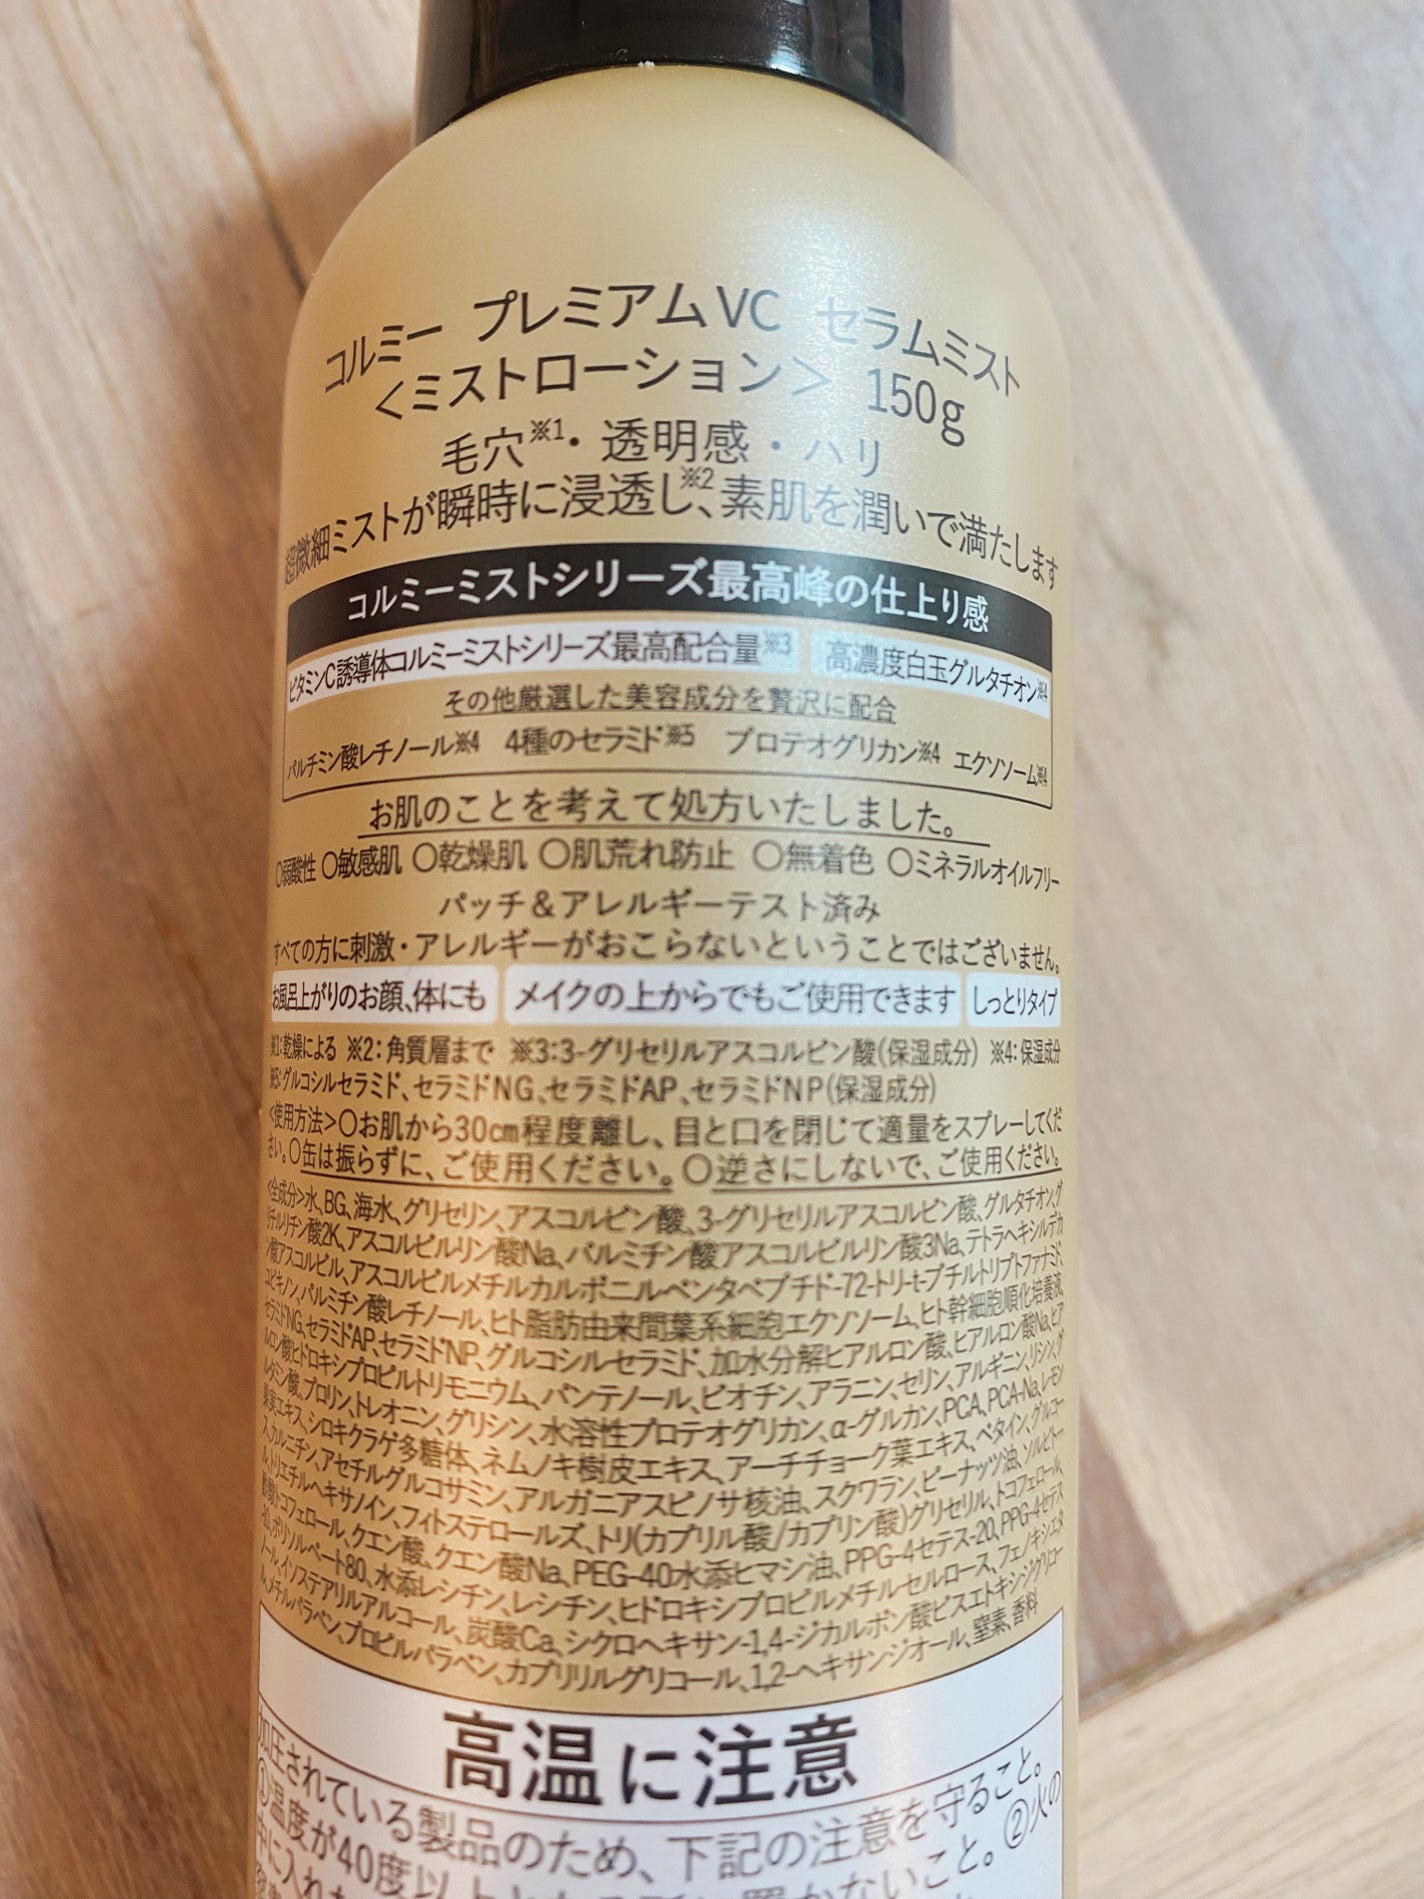 コルミー プレミアムVC セラムミスト
＜ミストローション＞ 150g
毛穴※1・透明感・ハリ
超微細ミストが瞬時に浸透し※2、素肌を潤いで満たします
コルミーミストシリーズ最高峰の仕上り感
ビタミンC誘導体コルミーミストシリーズ最高配合量※3 高濃度白玉グルタチオン※4
その他厳選した美容成分を贅沢に配合
パルチミン酸レチノール※4 4種のセラミド※5 プロテオグリカン※4 エクソソーム※4
お肌のことを考えて処方いたしました。
○弱酸性 ○敏感肌 ○乾燥肌 ○肌荒れ防止 ○無着色 ○ミネラルオイルフリー
パッチ&アレルギーテスト済み
すべての方に刺激・アレルギーがおこらないということではございません。
お風呂上がりのお顔、体にも メイクの上からでもご使用できます しっとりタイプ
※1:乾燥による ※2:角質層まで ※3:3-グリセリルアスコルビン酸(保湿成分) ※4:保湿成分
※5:グルコシルセラミド、セラミドNG、セラミドAP、セラミドNP(保湿成分)
<使用方法>○お肌から30cm程度離し、目と口を閉じて適量をスプレーしてくだ
さい。○缶は振らずに、ご使用ください。○逆さにしないで、ご使用ください。
<全成分>水、BG、海水、グリセリン、アスコルビン酸、3-グリセリルアスコルビン酸、グルタチオン、グ
リチルリチン酸2K、アスコルビルリン酸Na、パルミチン酸アスコルビルリン酸3Na、テトラヘキシルデカ
ン酸アスコルビル、アスコルビルメチルカルボニルペンタペプチド-72-トリ-t-ブチルトリプトファナミド、
ユビキノン、パルミチン酸レチノール、ヒト脂肪由来間葉系細胞エクソソーム、ヒト幹細胞順化培養液、
セラミドNG、セラミドAP、セラミドNP、グルコシルセラミド、加水分解ヒアルロン酸、ヒアルロン酸Na、ヒア
ルロン酸ヒドロキシプロピルトリモニウム、パンテノール、ビオチン、アラニン、セリン、アルギニン、リシン、グ
ルタミン酸、プロリン、トレオニン、グリシン、水溶性プロテオグリカン、α-グルカン、PCA、PCA-Na、レモン
果実エキス、シロキクラゲ多糖体、ネムノキ樹皮エキス、アーチチョーク葉エキス、ベタイン、グルコー
ス、カルニチン、アセチルグルコサミン、アルガニアスピノサ核油、スクワラン、ピーナッツ油、ソルビトー
ル、トリエチルヘキサノイン、フィトステロールズ、トリ(カプリル酸/カプリン酸)グリセリル、トコフェロール、
酢酸トコフェロール、クエン酸、クエン酸Na、PEG-40水添ヒマシ油、PPG-4セテス-20、PPG-4セテス
ポリソルベート80、水添レシチン、レシチン、ヒドロキシプロピルメチルセルロース、フェノキシエタ
ノール、イソステアリルアルコール、炭酸Ca、シクロヘキサン-1,4-ジカルボン酸ビスエトキシジグリコー
ル、メチルパラベン、プロピルパラベン、カプリリルグリコール、1,2-ヘキサンジオール、窒素、香料
高温に注意
加圧されている製品のため、下記の注意を守ること。
①温度が40度以上となる所に置かないこと。②火の
中に入れ